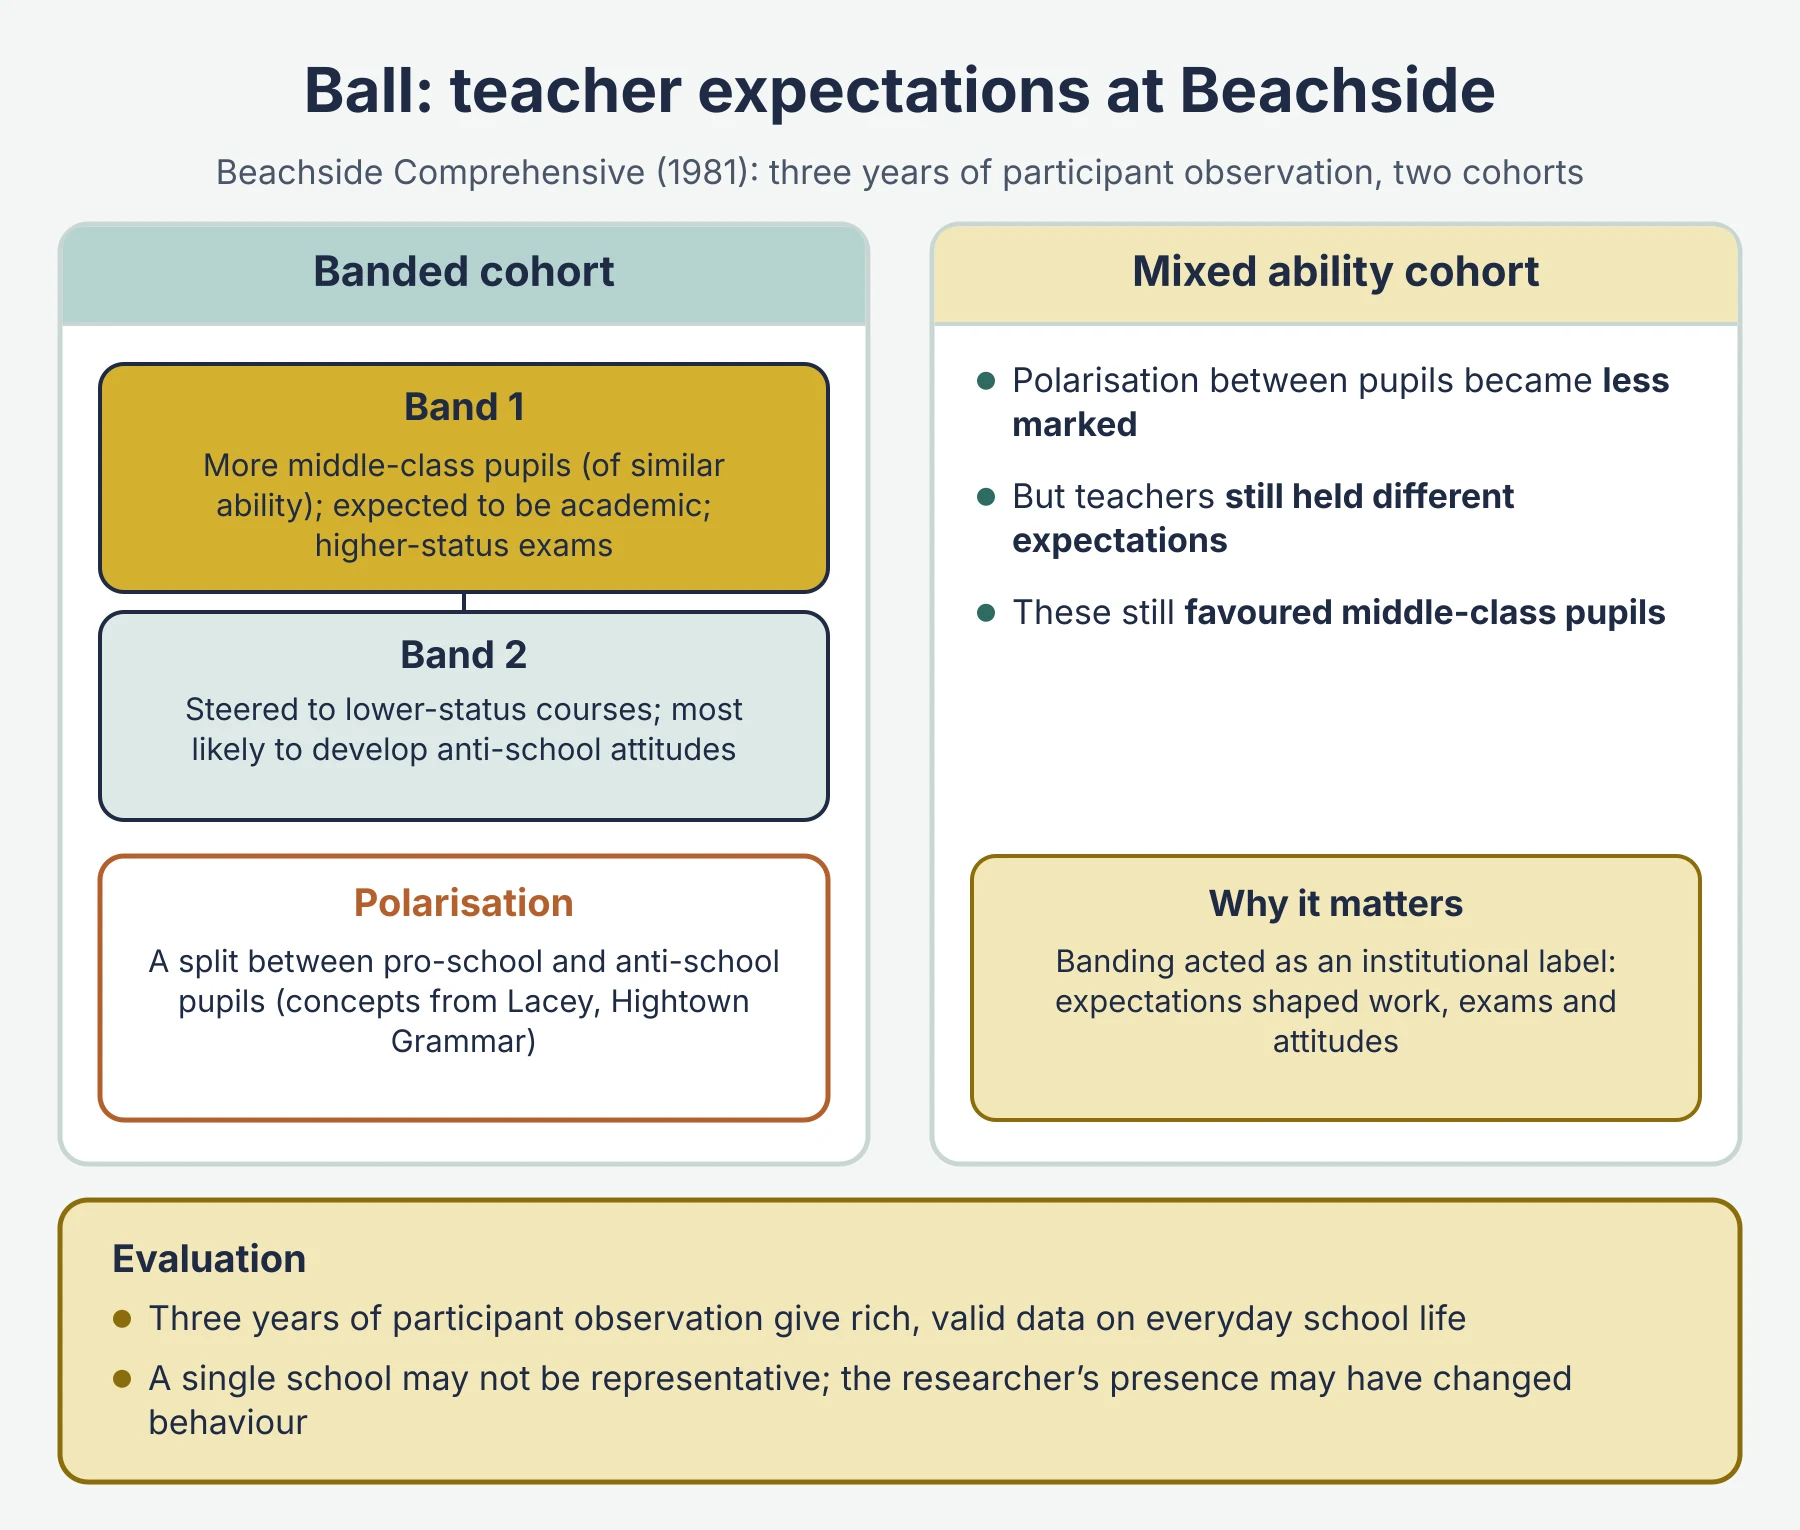 Ball: teacher expectations at Beachside
Beachside Comprehensive (1981): three years of participant observation, two cohorts
Banded cohort
Band 1
More middle-class pupils (of similar
ability); expected to be academic;
higher-status exams
Band 2
Steered to lower-status courses; most
likely to develop anti-school attitudes
Polarisation
A split between pro-school and anti-school
pupils (concepts from Lacey, Hightown
Grammar)
Mixed ability cohort
Polarisation between pupils became less
marked
But teachers still held different
expectations
These still favoured middle-class pupils
Why it matters
Banding acted as an institutional label:
expectations shaped work, exams and
attitudes
Evaluation
Three years of participant observation give rich, valid data on everyday school life
A single school may not be representative; the researcher’s presence may have changed
behaviour